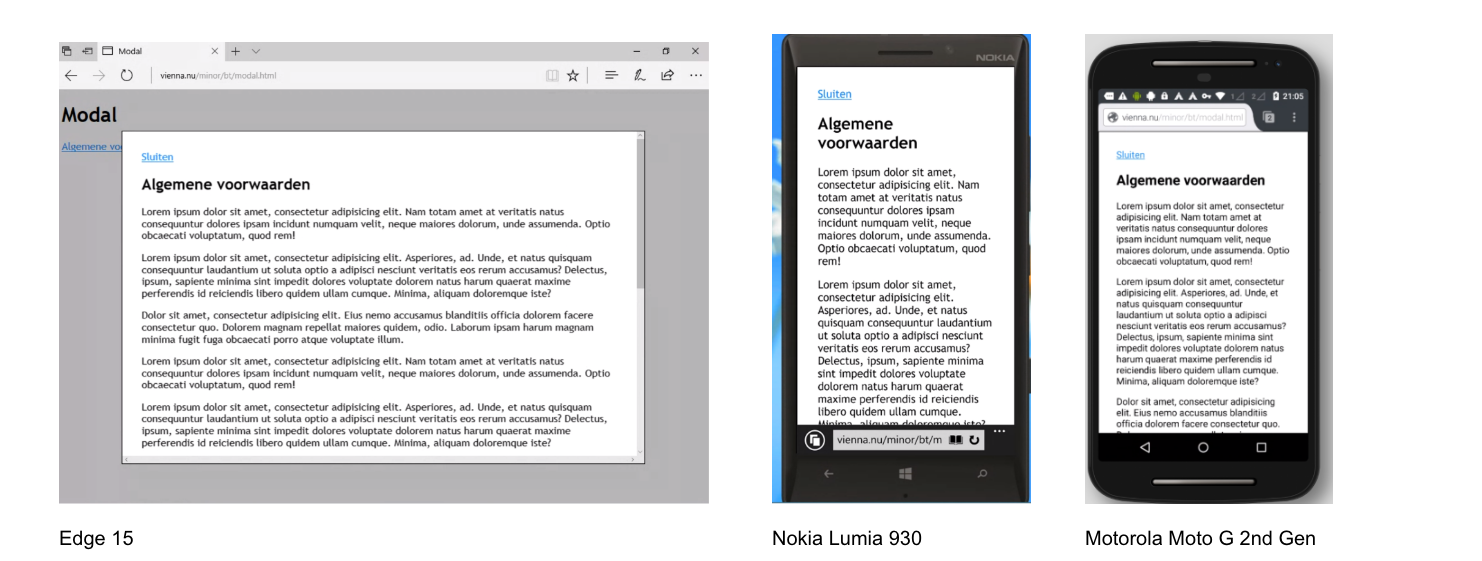 Modal
vienna.nu/minor/bt/modal.html
Modal
Algemene vo
Sluiten
Algemene voorwaarden
Lorem ipsum dolor sit amet, consectetur adipisicing elit. Nam totam amet at veritatis natus
consequuntur dolores ipsam incidunt numquam velit, neque maiores dolorum, unde assumenda. Optio
obcaecati voluptatum, quod rem!
Lorem ipsum dolor sit amet, consectetur adipisicing elit. Asperiores, ad. Unde, et natus quisquam
consequuntur laudantium ut soluta optio a adipisci nesciunt veritatis eos rerum accusamus? Delectus,
ipsum, sapiente minima sint impedit dolores voluptate dolorem natus harum quaerat maxime
perferendis id reiciendis libero quidem ullam cumque. Minima, aliquam doloremque iste?
Dolor sit amet, consectetur adipisicing elit. Eius nemo accusamus blanditiis officia dolorem facere
consectetur quo. Dolorem magnam repellat maiores quidem, odio. Laborum ipsam harum magnam
minima fugit fuga obcaecati porro atque voluptate illum.
Lorem ipsum dolor sit amet, consectetur adipisicing elit. Nam totam amet at veritatis natus
consequuntur dolores ipsam incidunt numquam velit, neque maiores dolorum, unde assumenda. Optio
obcaecati voluptatum, quod rem!
Lorem ipsum dolor sit amet, consectetur adipisicing elit. Asperiores, ad. Unde, et natus quisquam
consequuntur laudantium ut soluta optio a adipisci nesciunt veritatis eos rerum accusamus? Delectus,
ipsum, sapiente minima sint impedit dolores voluptate dolorem natus harum quaerat maxime
perferendis id reiciendis libero quidem ullam cumque. Minima, aliquam doloremque iste?
Edge 15
NOKIA
Sluiten
Algemene
voorwaarden
Lorem ipsum dolor sit amet,
consectetur adipisicing elit. Nam
totam amet at veritatis natus
consequuntur dolores ipsam
incidunt numquam velit, neque
maiores dolorum, unde assumenda.
Optio obcaecati voluptatum, quod
rem!
Lorem ipsum dolor sit amet,
consectetur adipisicing elit.
Asperiores, ad. Unde, et natus
quisquam consequuntur laudantium
ut soluta optio a adipisci nesciunt
veritatis eos rerum accusamus?
Delectus, ipsum, sapiente minima
sint impedit dolores voluptate
dolorem natus harum quaerat
maxime perferendis id reiciendis
libero quidem ullam cumque.
Minima, aliquam doloremque iste?
vienna.nu/minor/bt/m
Nokia Lumia 930
1 2 21:05
vienna.nu/minor/bt/modal.html 2
Sluiten
Algemene voorwaarden
Lorem ipsum dolor sit amet, consectetur
adipisicing elit. Nam totam amet at
veritatis natus consequuntur dolores
ipsam incidunt numquam velit, neque
maiores dolorum, unde assumenda. Optio
obcaecati voluptatum, quod rem!
Lorem ipsum dolor sit amet, consectetur
adipisicing elit. Asperiores, ad. Unde, et
natus quisquam consequuntur
laudantium ut soluta optio a adipisci
nesciunt veritatis eos rerum accusamus?
Delectus, ipsum, sapiente minima sint
impedit dolores voluptate dolorem natus
harum quaerat maxime perferendis id
reiciendis libero quidem ullam cumque.
Minima, aliquam doloremque iste?
Dolor sit amet, consectetur adipisicing
elit. Eius nemo accusamus blanditiis
officia dolorem facere consectetur quo.
Motorola Moto G 2nd Gen